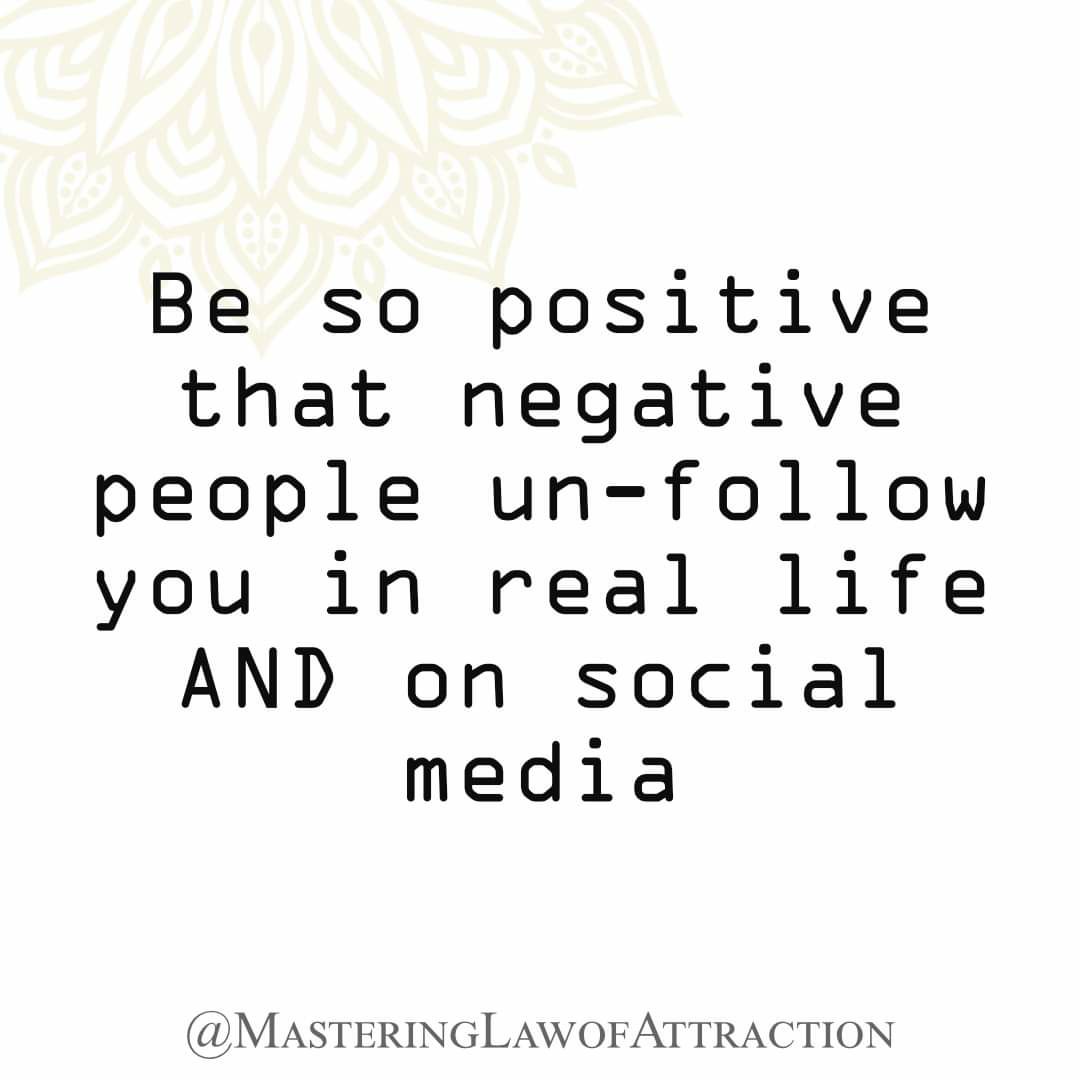 Be so positive
that negative
people un-follow
you in real life
AND on social
media
@MasteringLawofAttraction